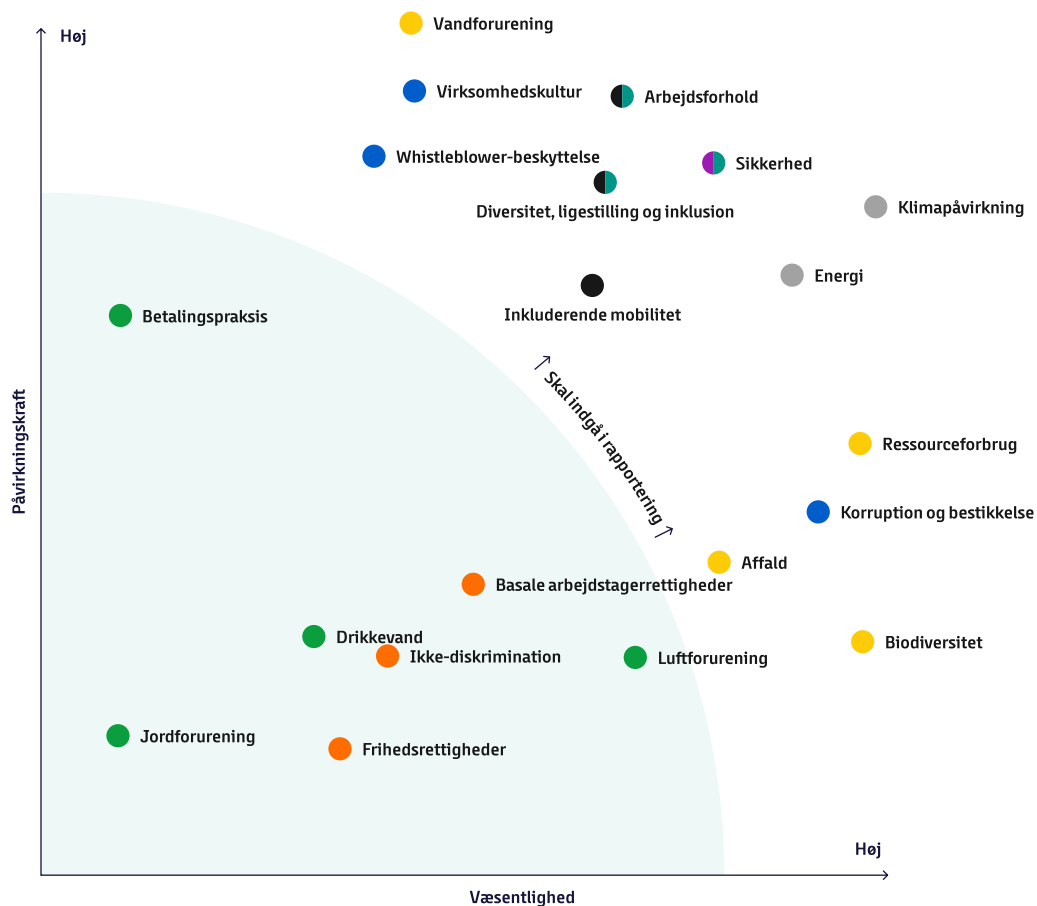 Vandforurening
Høj
Virksomhedskultur
Arbejdsforhold
Whistleblower-beskyttelse
Sikkerhed
Diversitet, ligestilling og inklusion
Klimapåvirkning
Energi
Inkluderende mobilitet
Betalingspraksis
Skal indgå i rapportering
Påvirkningskraft
Ressourceforbrug
Korruption og bestikkelse
Affald
Basale arbejdstagerrettigheder
Drikkevand
Biodiversitet
Ikke-diskrimination
Luftforurening
Jordforurening
Frihedsrettigheder
Høj
Væsentlighed